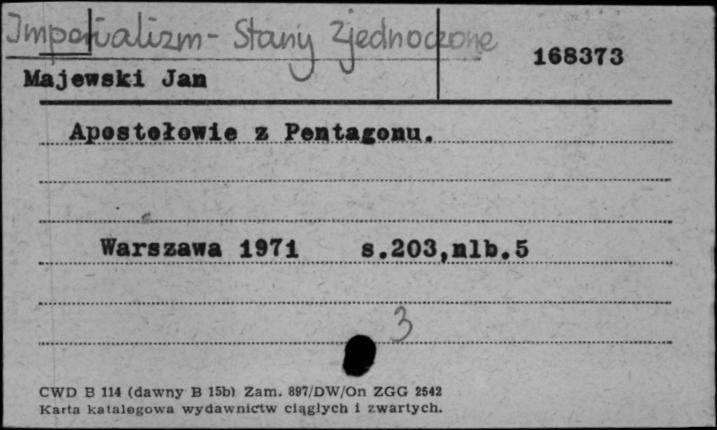 Imperializm - Stany Zjednoczone
168373
Majewski Jan
Apostołowie z Pentagonu.
Warszawa 1971 s.203,nlb.5
3
CWD B 114 (dawny B 15b) Zam. 897/DW/On ZGG 2542
Karta katalogowa wydawnictw ciągłych i zwartych.